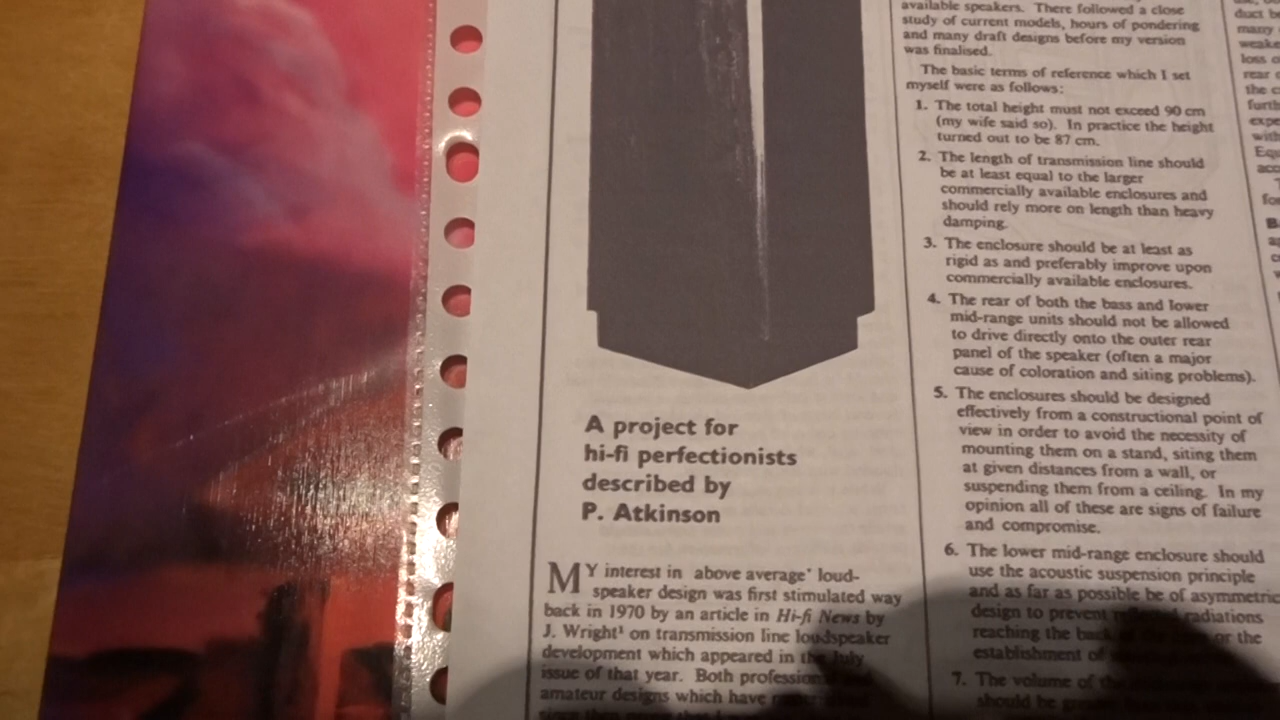 A project for
hi-fi perfectionists
described by
P. Atkinson
MY interest in above average' loud-
speaker design was first stimulated way
back in 1970 by an article in Hi-fi News by
J. Wright¹ on transmission line loudspeaker
development which appeared in the July
issue of that year. Both professional and
amateur designs which have
available speakers. There followed a close
study of current models, hours of pondering
and many draft designs before my version
was finalised.
The basic terms of reference which I set
myself were as follows:
1. The total height must not exceed 90 cm
(my wife said so). In practice the height
turned out to be 87 cm.
2. The length of transmission line should
be at least equal to the larger
commercially available enclosures and
should rely more on length than heavy
damping.
3. The enclosure should be at least as
rigid as and preferably improve upon
commercially available enclosures.
4. The rear of both the bass and lower
mid-range units should not be allowed
to drive directly onto the outer rear
panel of the speaker (often a major
cause of coloration and siting problems).
5. The enclosures should be designed
effectively from a constructional point of
view in order to avoid the necessity of
mounting them on a stand, siting them
at given distances from a wall, or
suspending them from a ceiling. In my
opinion all of these are signs of failure
and compromise.
6. The lower mid-range enclosure should
use the acoustic suspension principle
and as far as possible be of asymmetric
design to prevent reflected radiations
reaching the back or the
establishment of
7. The volume of the
should be